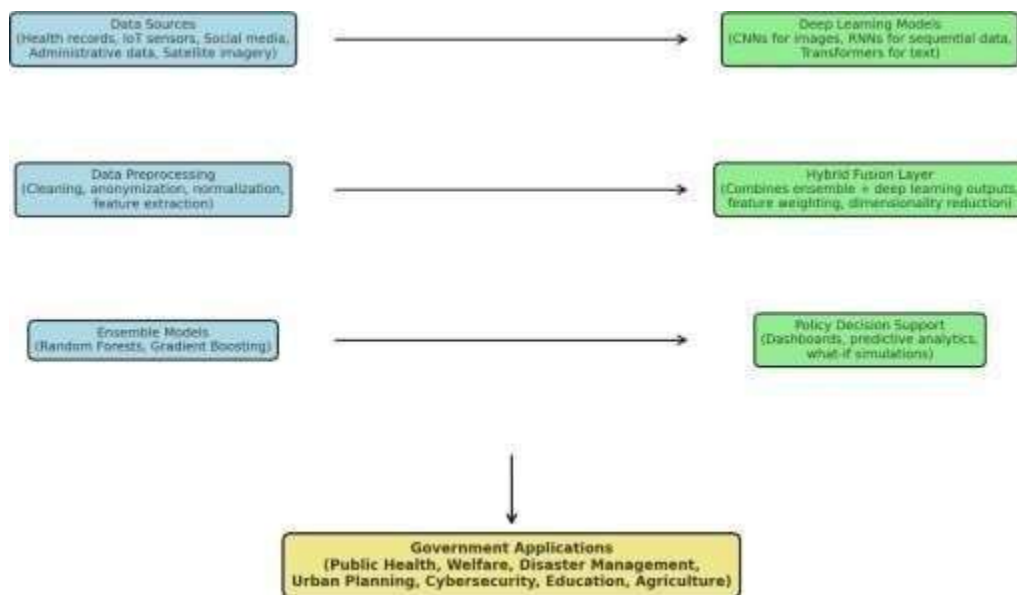 Data Sources
(Health records, IoT sensors, Social media,
Administrative data, Satellite imagery)
Deep Learning Models
(CNNs for images, RNNs for sequential data,
Transformers for text)
Data Preprocessing
(Cleaning, anonymization, normalization,
feature extraction)
Hybrid Fusion Layer
(Combines ensemble + deep learning outputs,
feature weighting, dimensionality reduction)
Ensemble Models
(Random Forests, Gradient Boosting)
Policy Decision Support
(Dashboards, predictive analytics,
what-if simulations)
Government Applications
(Public Health, Welfare, Disaster Management,
Urban Planning, Cybersecurity, Education, Agriculture)